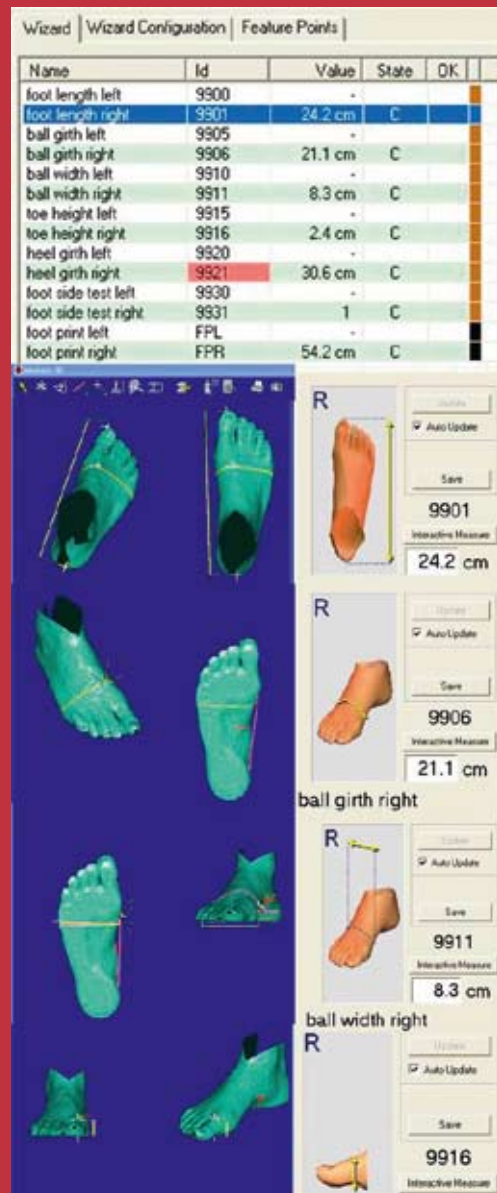 Wizard | Wizard Configuration | Feature Points |
Name Id Value State OK
foot length left 9900 -
foot length right 9901 24.2 cm C
ball girth left 9905 -
ball girth right 9906 21.1 cm C
ball width left 9910 -
ball width right 9911 8.3 cm C
toe height left 9915 -
toe height right 9916 2.4 cm C
heel girth left 9920 -
heel girth right 9921 30.6 cm C
foot side test left 9930 -
foot side test right 9931 1 C
foot print left FPL -
foot print right FPR 54.2 cm C
R
Update
Auto Update
Save
9901
Interactive Measure
24.2 cm
R
Update
Auto Update
Save
9906
Interactive Measure
21.1 cm
ball girth right
R
Update
Auto Update
Save
9911
Interactive Measure
8.3 cm
ball width right
R
Update
Auto Update
Save
9916
Interactive Measure